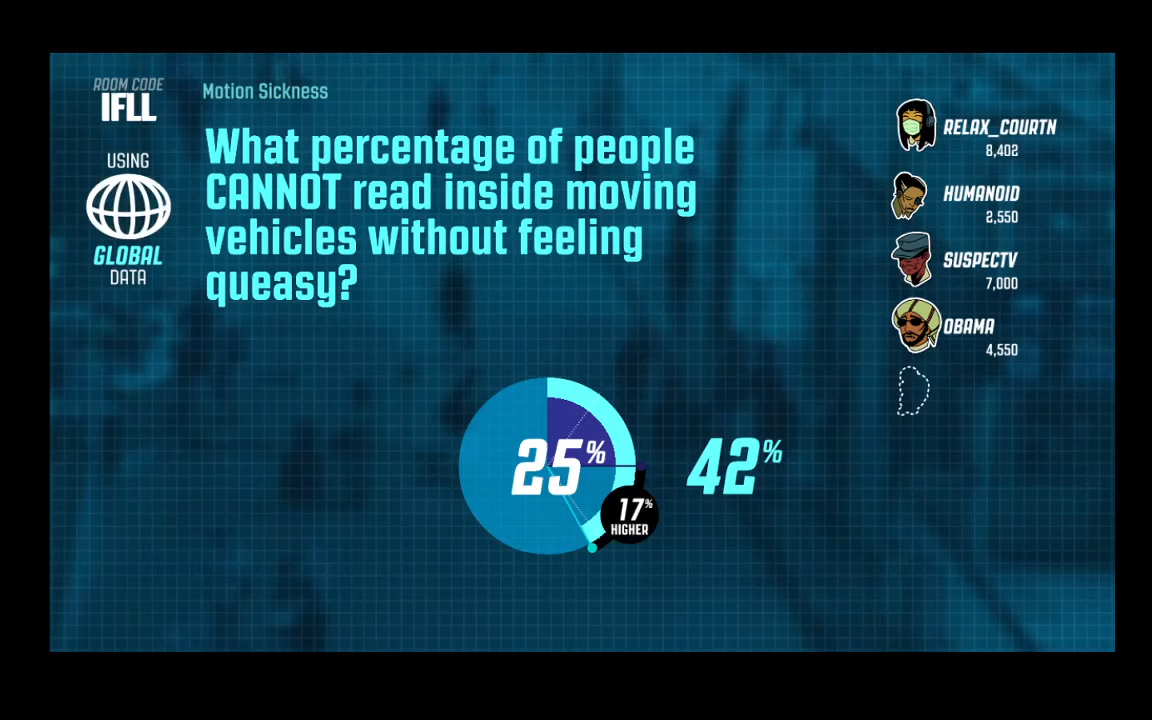 ROOM CODE
IFLL
USING
GLOBAL
DATA
Motion Sickness
What percentage of people
CANNOT read inside moving
vehicles without feeling
queasy?
25%
17%
HIGHER
42%
RELAX_COURTN
8,402
HUMANOID
2,550
SUSPECTV
7,000
OBAMA
4,550